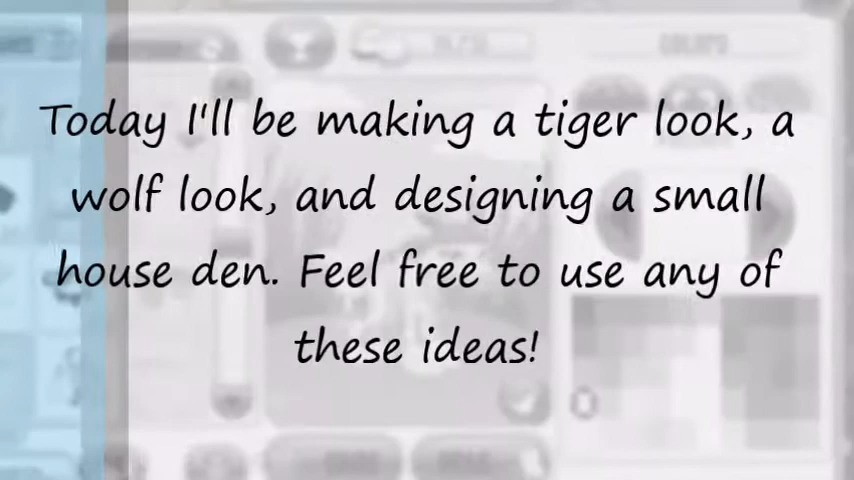 Today I'll be making a tiger look, a
wolf look, and designing a small
house den. Feel free to use any of
these ideas!